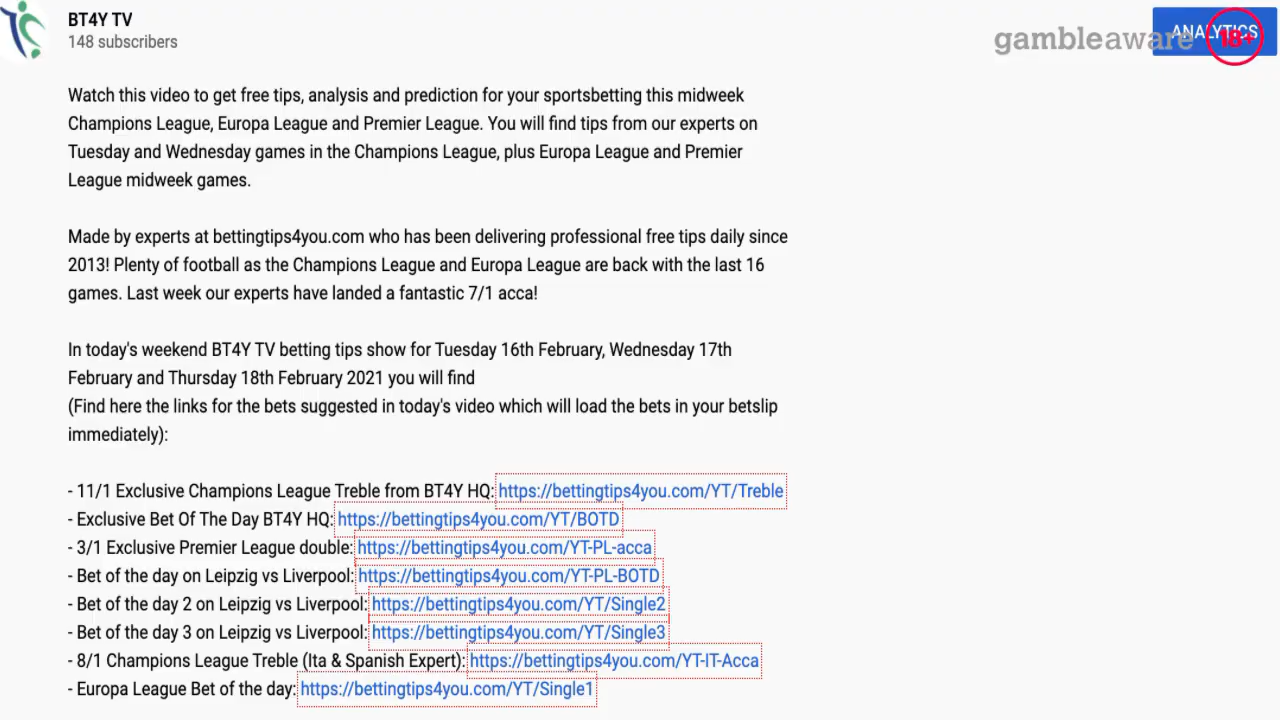 BT4Y TV
148 subscribers
gambleaware
ANALYTICS
18+
Watch this video to get free tips, analysis and prediction for your sportsbetting this midweek
Champions League, Europa League and Premier League. You will find tips from our experts on
Tuesday and Wednesday games in the Champions League, plus Europa League and Premier
League midweek games.
Made by experts at bettingtips4you.com who has been delivering professional free tips daily since
2013! Plenty of football as the Champions League and Europa League are back with the last 16
games. Last week our experts have landed a fantastic 7/1 acca!
In today's weekend BT4Y TV betting tips show for Tuesday 16th February, Wednesday 17th
February and Thursday 18th February 2021 you will find
(Find here the links for the bets suggested in today's video which will load the bets in your betslip
immediately):
- 11/1 Exclusive Champions League Treble from BT4Y HQ: https://bettingtips4you.com/YT/Treble
- Exclusive Bet Of The Day BT4Y HQ: https://bettingtips4you.com/YT/BOTD
- 3/1 Exclusive Premier League double: https://bettingtips4you.com/YT-PL-acca
- Bet of the day on Leipzig vs Liverpool: https://bettingtips4you.com/YT-PL-BOTD
- Bet of the day 2 on Leipzig vs Liverpool: https://bettingtips4you.com/YT/Single2
- Bet of the day 3 on Leipzig vs Liverpool: https://bettingtips4you.com/YT/Single3
- 8/1 Champions League Treble (Ita & Spanish Expert): https://bettingtips4you.com/YT-IT-Acca
- Europa League Bet of the day: https://bettingtips4you.com/YT/Single1